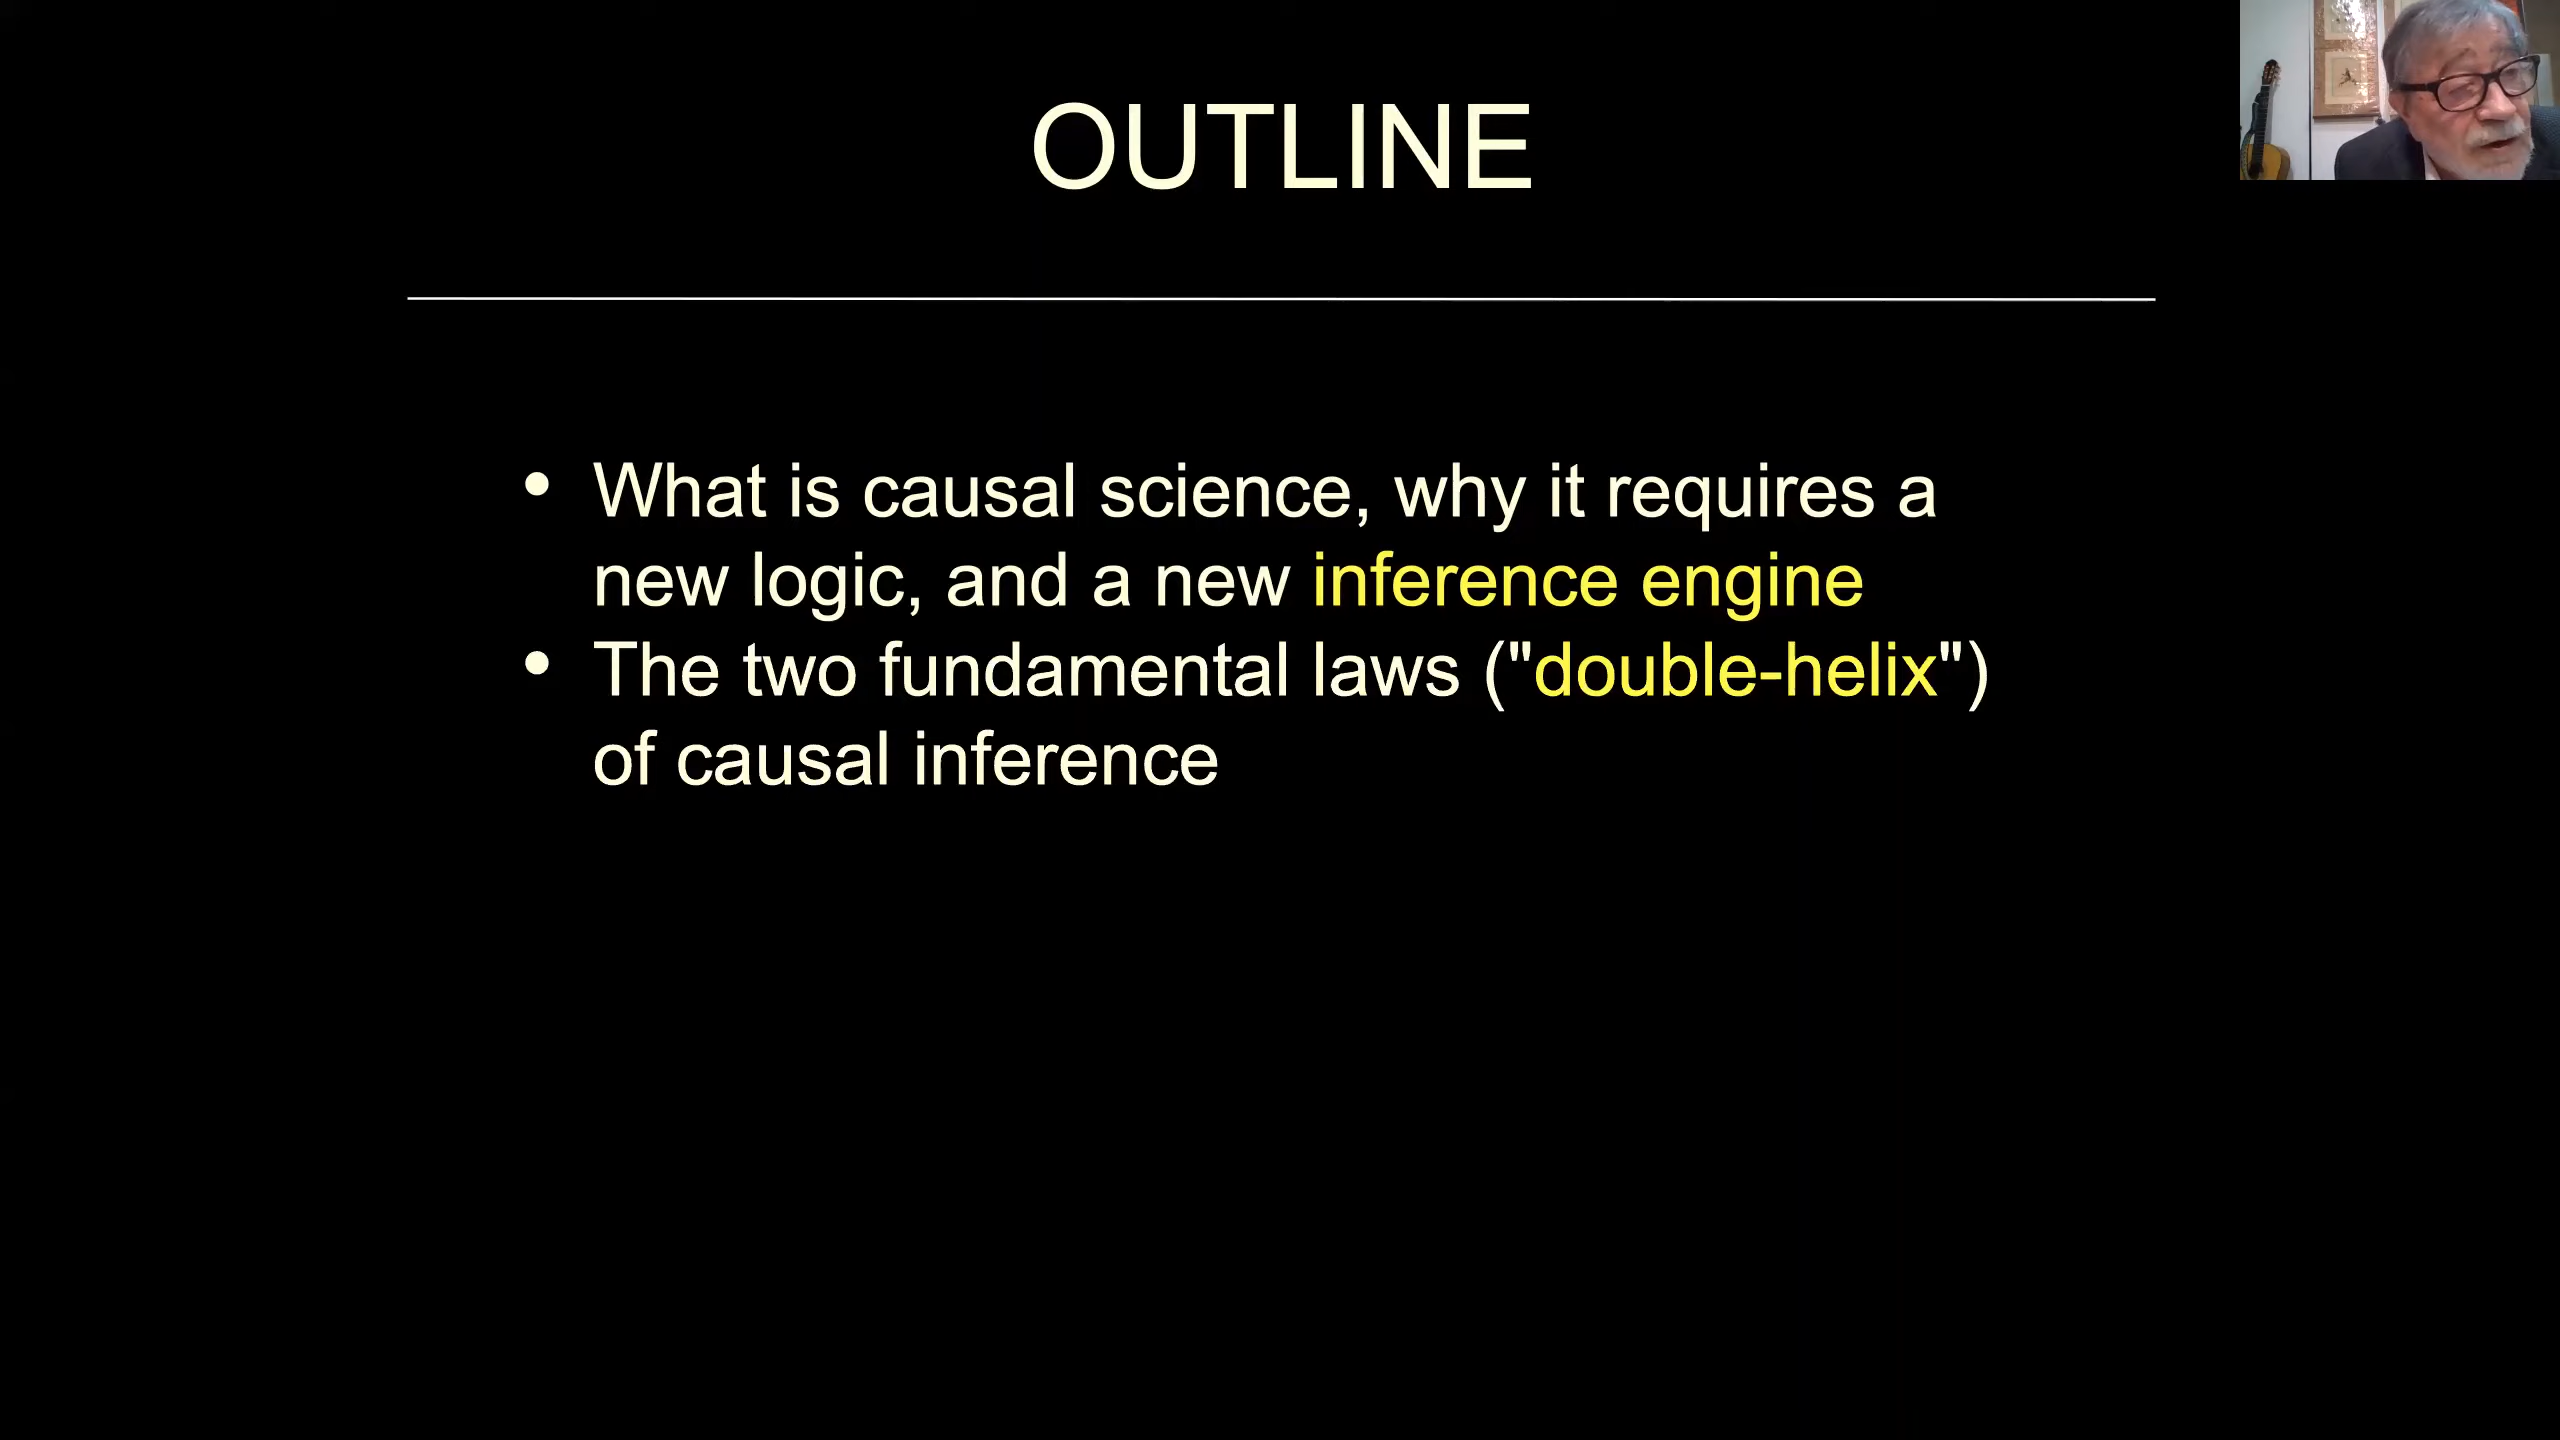 OUTLINE
• What is causal science, why it requires a
new logic, and a new inference engine
• The two fundamental laws ("double-helix")
of causal inference